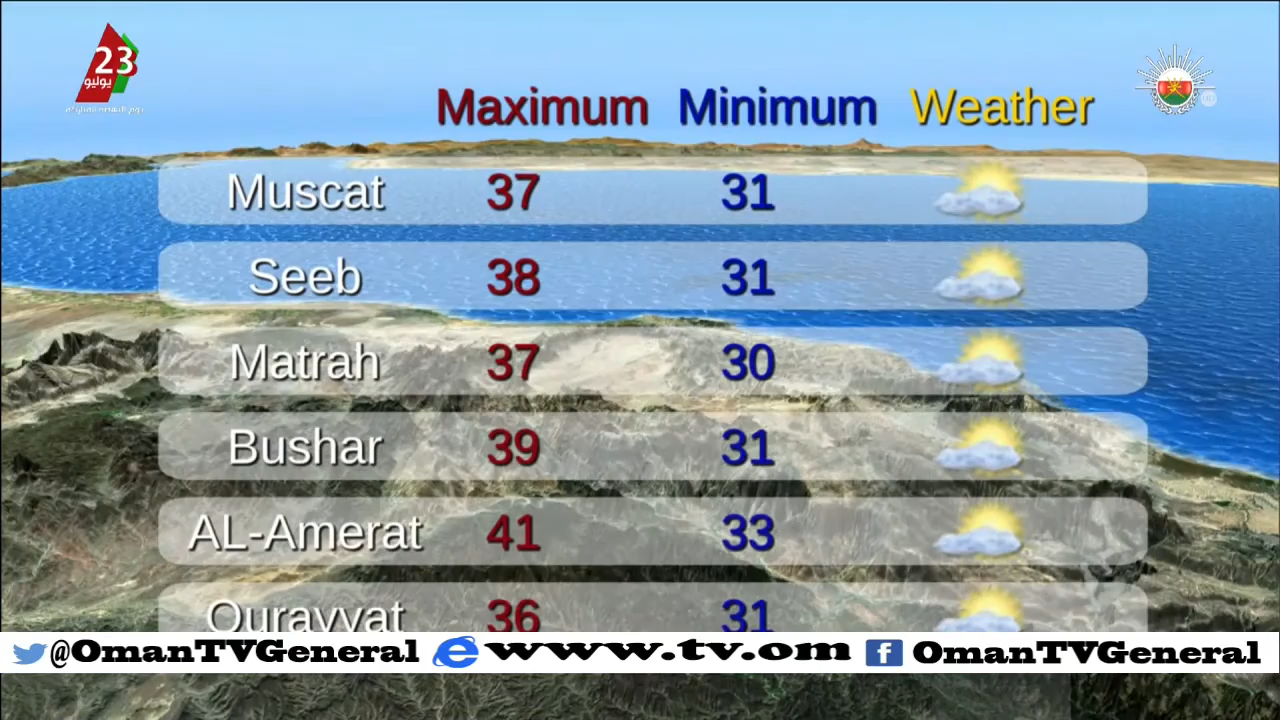 23
يوليو
Maximum Minimum Weather
Muscat 37 31
Seeb 38 31
Matrah 37 30
Bushar 39 31
AL-Amerat 41 33
Qurayyat 36 31
@OmanTVGeneral www.tv.om OmanTVGeneral